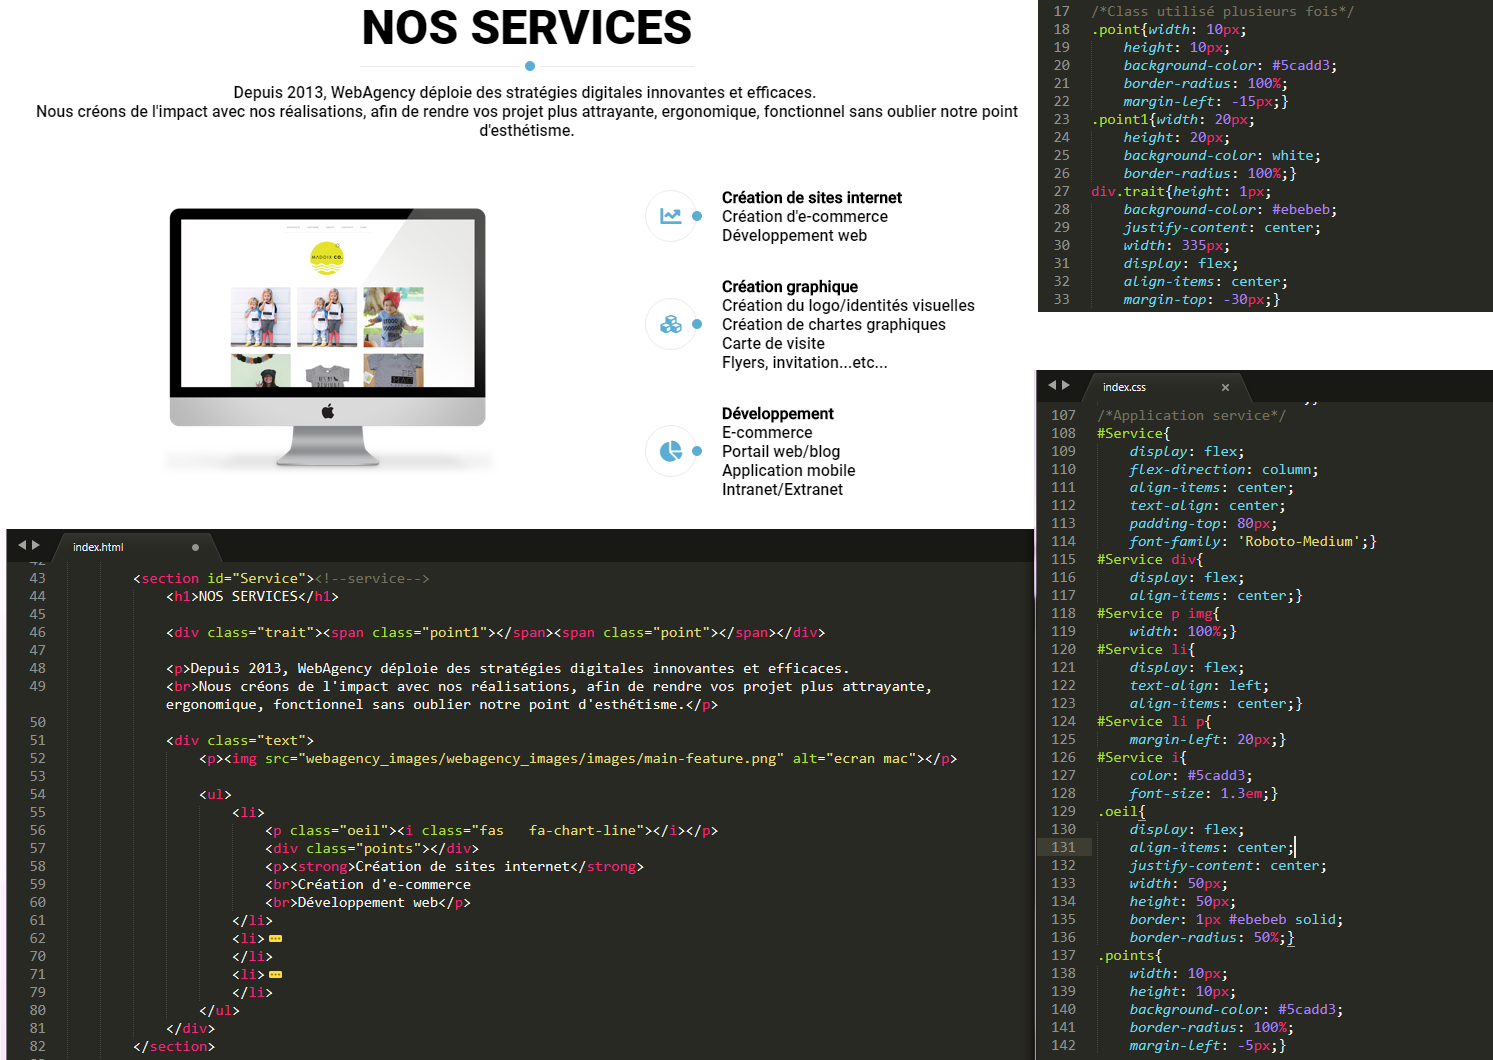 NOS SERVICES
Depuis 2013, WebAgency déploie des stratégies digitales innovantes et efficaces.
Nous créons de l'impact avec nos réalisations, afin de rendre vos projet plus attrayante, ergonomique, fonctionnel sans oublier notre point
d'esthétisme.
MADDIX CO.
Création de sites internet
Création d'e-commerce
Développement web
Création graphique
Création du logo/identités visuelles
Création de chartes graphiques
Carte de visite
Flyers, invitation...etc...
Développement
E-commerce
Portail web/blog
Application mobile
Intranet/Extranet
17 /*Class utilisé plusieurs fois*/
18 .point{width: 10px;
19 height: 10px;
20 background-color: #5cadd3;
21 border-radius: 100%;
22 margin-left: -15px;}
23 .point1{width: 20px;
24 height: 20px;
25 background-color: white;
26 border-radius: 100%;}
27 div.trait{height: 1px;
28 background-color: #ebebeb;
29 justify-content: center;
30 width: 335px;
31 display: flex;
32 align-items: center;
33 margin-top: -30px;}
index.html
43 <section id="Service"><!--service-->
44 <h1>NOS SERVICES</h1>
45
46 <div class="trait"><span class="point1"></span><span class="point"></span></div>
47
48 <p>Depuis 2013, WebAgency déploie des stratégies digitales innovantes et efficaces.
49 <br>Nous créons de l'impact avec nos réalisations, afin de rendre vos projet plus attrayante,
ergonomique, fonctionnel sans oublier notre point d'esthétisme.</p>
50
51 <div class="text">
52 <p><img src="webagency_images/webagency_images/images/main-feature.png" alt="ecran mac"></p>
53
54 <ul>
55 <li>
56 <p class="oeil"><i class="fas   fa-chart-line"></i></p>
57 <div class="points"></div>
58 <p><strong>Création de sites internet</strong>
59 <br>Création d'e-commerce
60 <br>Développement web</p>
61 </li>
62 <li>
70 </li>
71 <li>
79 </li>
80 </ul>
81 </div>
82 </section>
index.css
107 /*Application service*/
108 #Service{
109 display: flex;
110 flex-direction: column;
111 align-items: center;
112 text-align: center;
113 padding-top: 80px;
114 font-family: 'Roboto-Medium';}
115 #Service div{
116 display: flex;
117 align-items: center;}
118 #Service p img{
119 width: 100%;}
120 #Service li{
121 display: flex;
122 text-align: left;
123 align-items: center;}
124 #Service li p{
125 margin-left: 20px;}
126 #Service i{
127 color: #5cadd3;
128 font-size: 1.3em;}
129 .oeil{
130 display: flex;
131 align-items: center;
132 justify-content: center;
133 width: 50px;
134 height: 50px;
135 border: 1px #ebebeb solid;
136 border-radius: 50%;}
137 .points{
138 width: 10px;
139 height: 10px;
140 background-color: #5cadd3;
141 border-radius: 100%;
142 margin-left: -5px;}